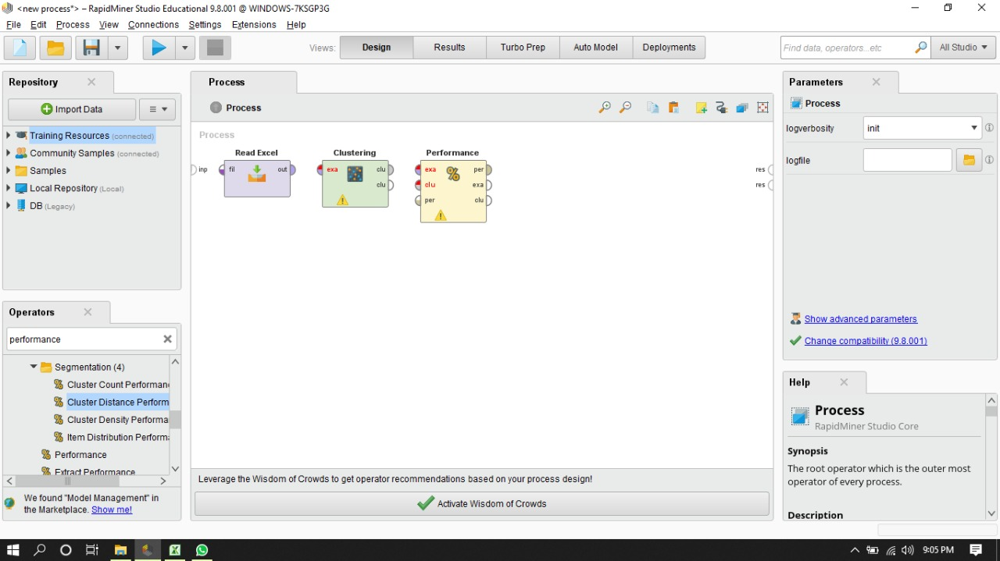 <new process*> – RapidMiner Studio Educational 9.8.001 @ WINDOWS-7KSGP3G
File Edit Process View Connections Settings Extensions Help
Views: Design Results Turbo Prep Auto Model Deployments
Find data, operators...etc
All Studio
Repository
Import Data
Training Resources (connected)
Community Samples (connected)
Samples
Local Repository (Local)
DB (Legacy)
Operators
performance
Segmentation (4)
Cluster Count Performan
Cluster Distance Perform
Cluster Density Performa
Item Distribution Perform
Performance
Extract Performance
We found "Model Management" in
the Marketplace. Show me!
Process
Process
Process
Read Excel Clustering Performance
inp fil out exa clu exa per res
clu clu exa res
per clu
Leverage the Wisdom of Crowds to get operator recommendations based on your process design!
Activate Wisdom of Crowds
Parameters
Process
logverbosity init
logfile
Show advanced parameters
Change compatibility (9.8.001)
Help
Process
RapidMiner Studio Core
Synopsis
The root operator which is the outer most
operator of every process.
Description
9:05 PM